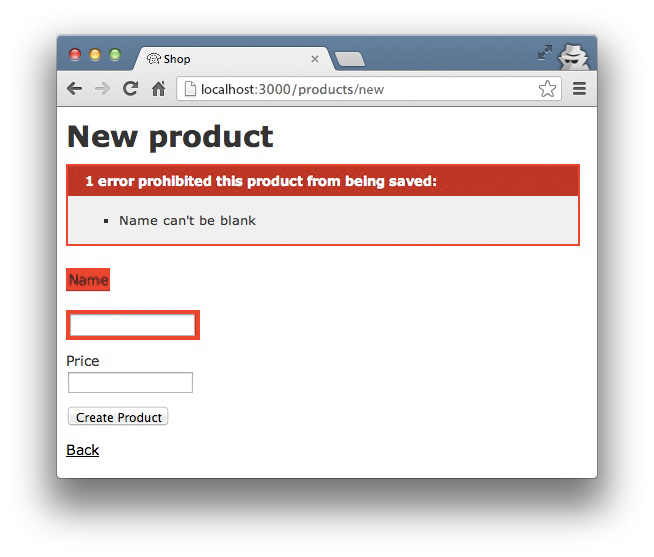 Shop
localhost:3000/products/new
New product
1 error prohibited this product from being saved:
Name can't be blank
Name
Price
Create Product
Back